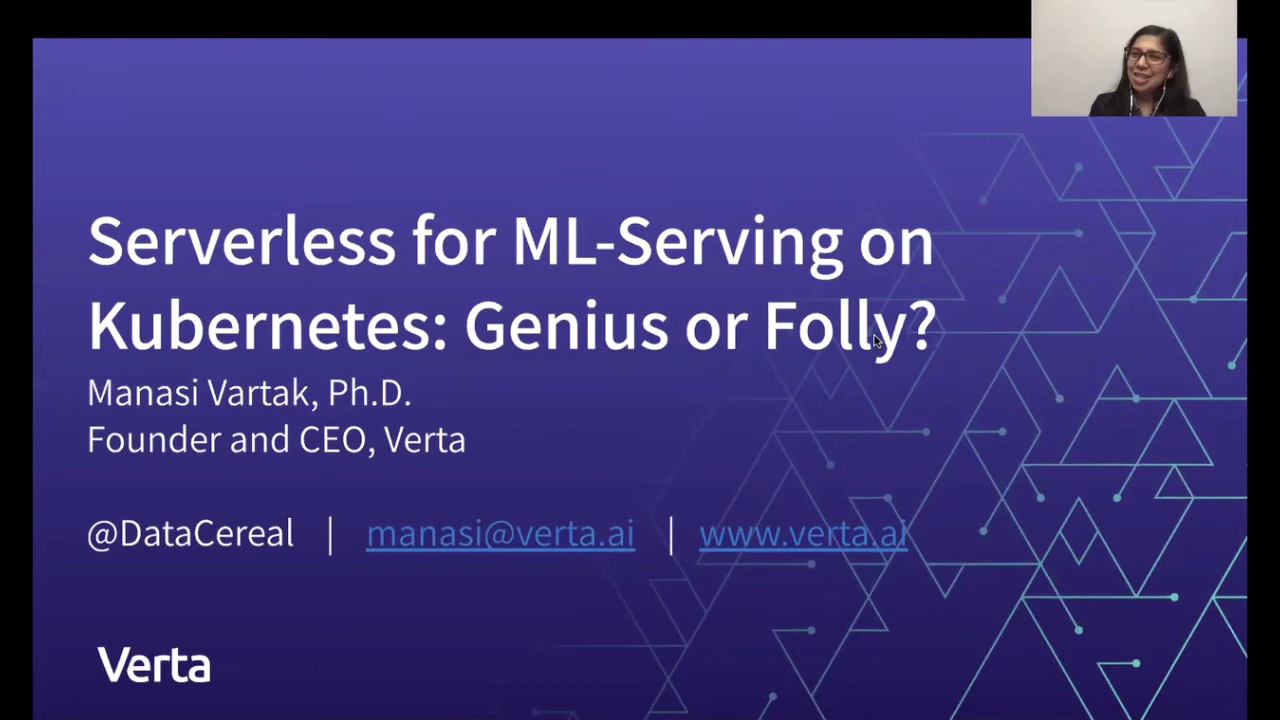 Serverless for ML-Serving on
Kubernetes: Genius or Folly?
Manasi Vartak, Ph.D.
Founder and CEO, Verta
@DataCereal | manasi@verta.ai | www.verta.ai
Verta